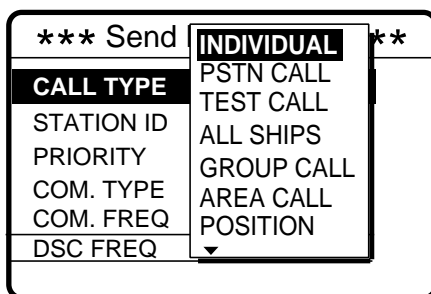 *** Send **
CALL TYPE
STATION ID
PRIORITY
COM. TYPE
COM. FREQ
DSC FREQ
INDIVIDUAL
PSTN CALL
TEST CALL
ALL SHIPS
GROUP CALL
AREA CALL
POSITION